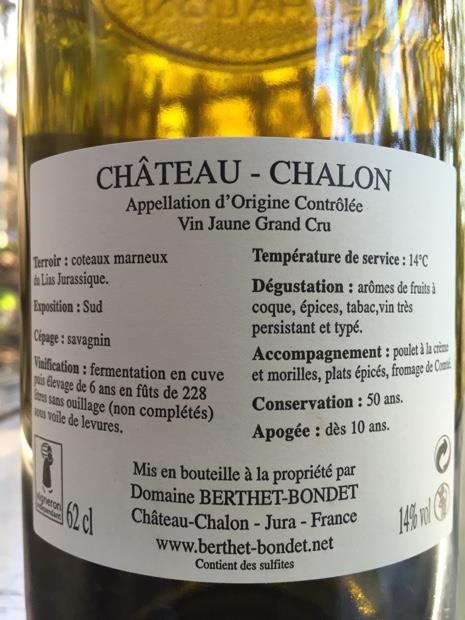 CHÂTEAU - CHALON
Appellation d'Origine Contrôlée
Vin Jaune Grand Cru
Terroir : coteaux marneux
du Lias Jurassique.
Exposition : Sud
Cépage : savagnin
Vinification : fermentation en cuve
puis élevage de 6 ans en fûts de 228
litres sans ouillage (non complétés)
sous voile de levures.
Température de service : 14°C
Dégustation : arômes de fruits à
coque, épices, tabac,vin très
persistant et typé.
Accompagnement : poulet à la crème
et morilles, plats épicés, fromage de Comté.
Conservation : 50 ans.
Apogée : dès 10 ans.
Vigneron
indépendant
62 cl
Mis en bouteille à la propriété par
Domaine BERTHET-BONDET
Château-Chalon - Jura - France
www.berthet-bondet.net
Contient des sulfites
14% vol